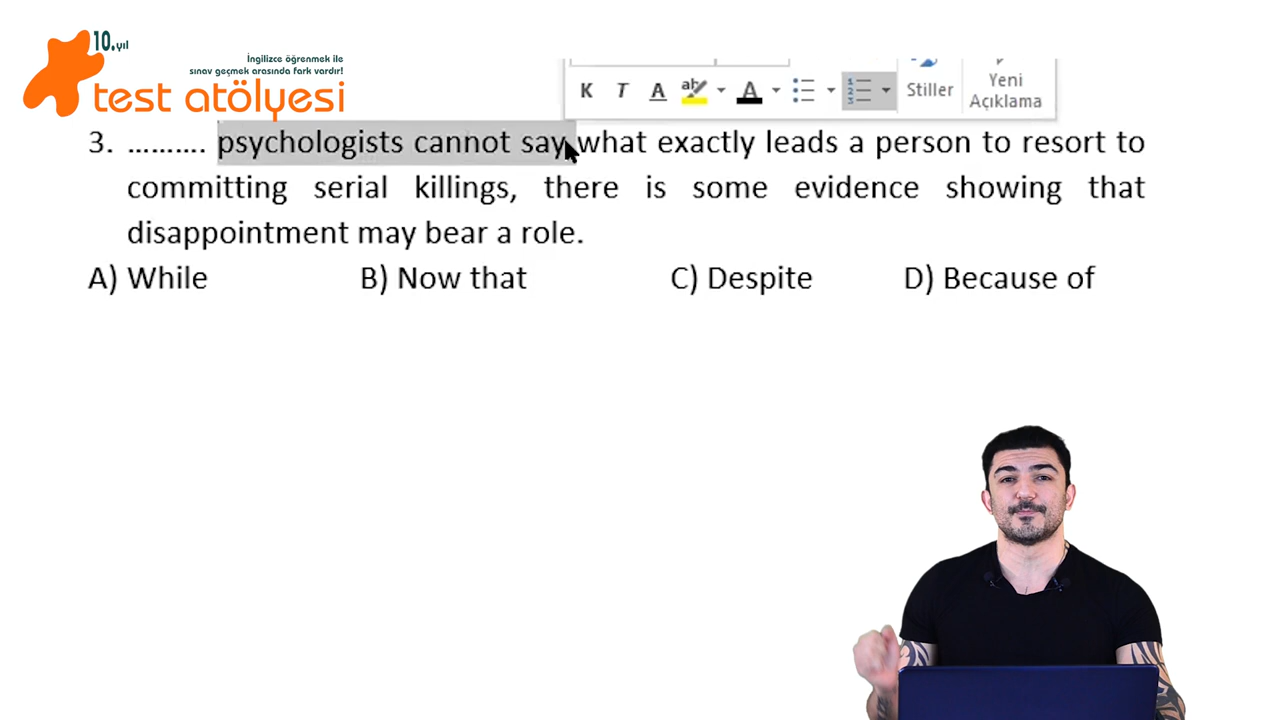 10.yıl
İngilizce öğrenmek ile
sınav geçmek arasında fark vardır!
test atölyesi
K T A ab A Stiller Yeni
Açıklama
3. .......... psychologists cannot say what exactly leads a person to resort to
committing serial killings, there is some evidence showing that
disappointment may bear a role.
A) While B) Now that C) Despite D) Because of